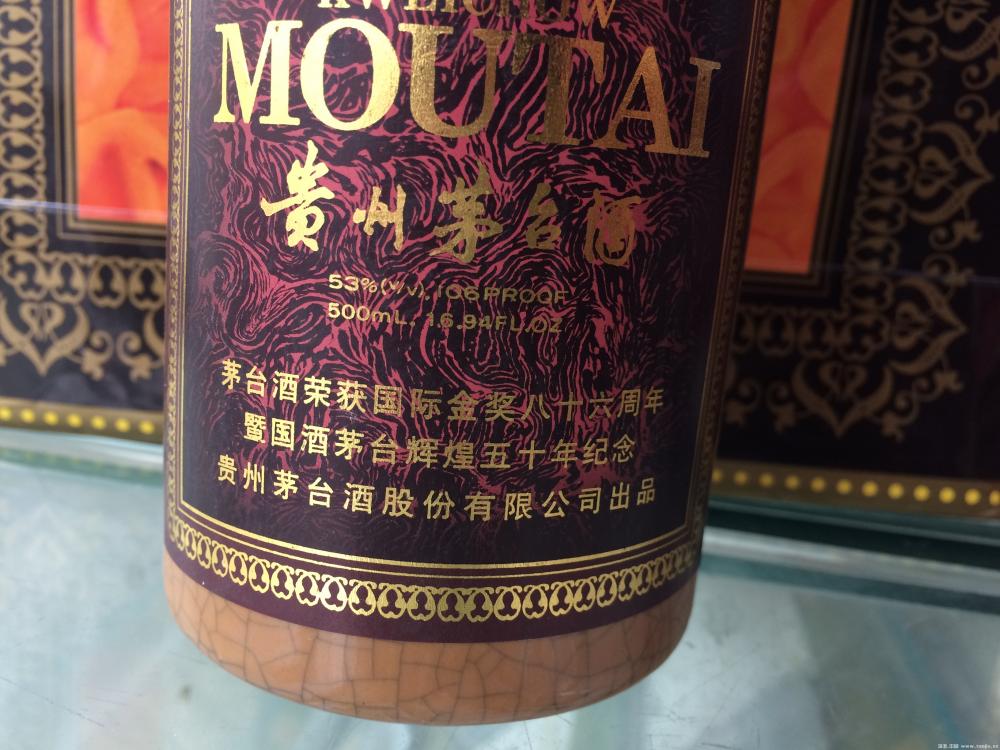 KWEICHOW
MOUTAI
贵州茅台酒
53%(V/V). 106PROOF
500mL. 16.94FL.OZ
茅台酒荣获国际金奖八十六周年
暨国酒茅台辉煌五十年纪念
贵州茅台酒股份有限公司出品